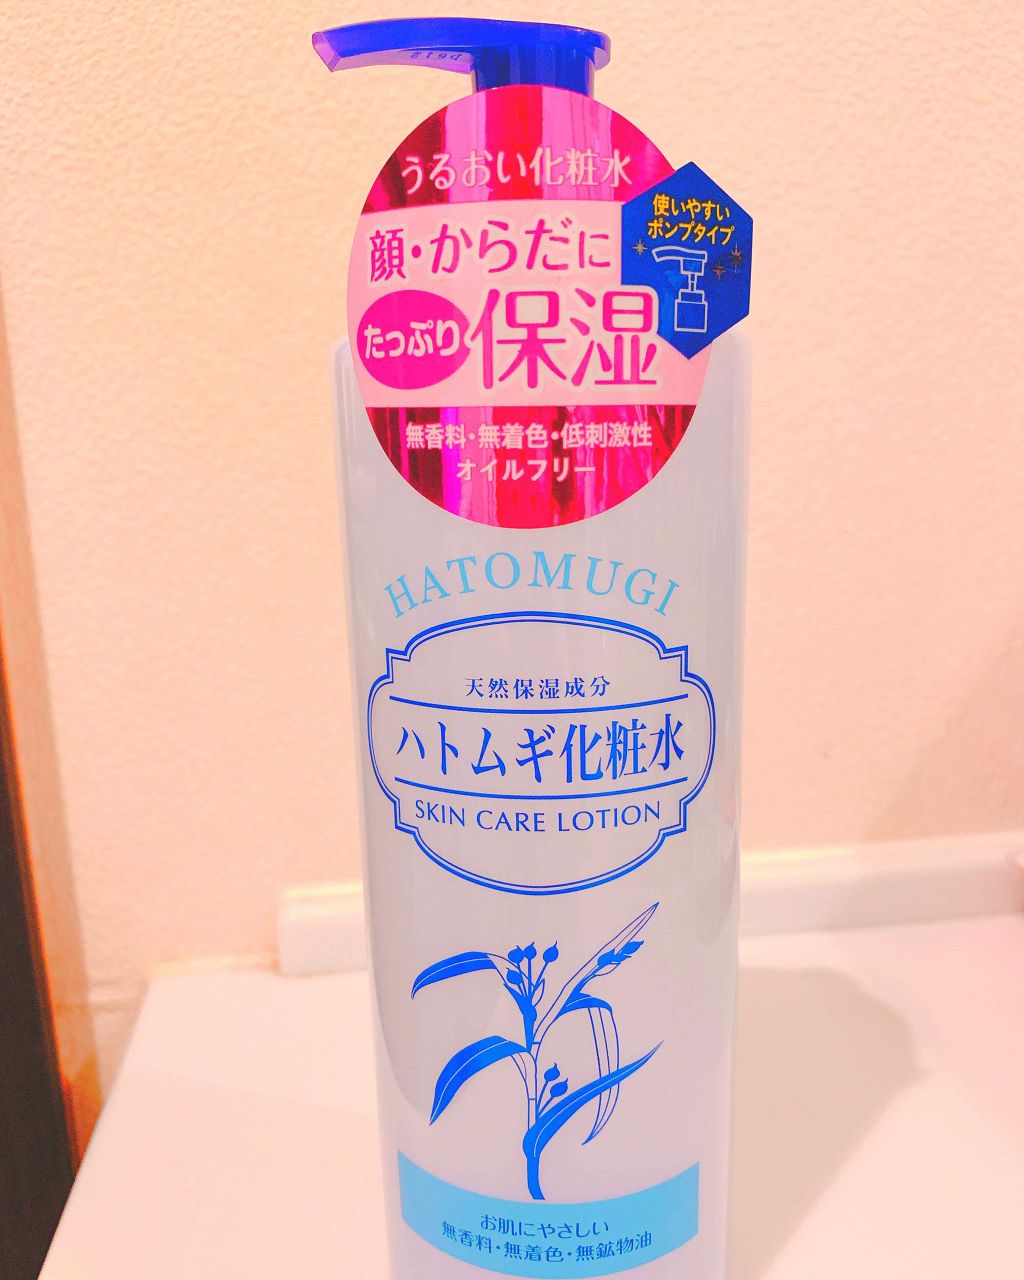 うるおい化粧水
顔・からだに
たっぷり保湿
使いやすい
ポンプタイプ
無香料・無着色・低刺激性
オイルフリー
HATOMUGI
天然保湿成分
ハトムギ化粧水
SKIN CARE LOTION
お肌にやさしい
無香料・無着色・無鉱物油